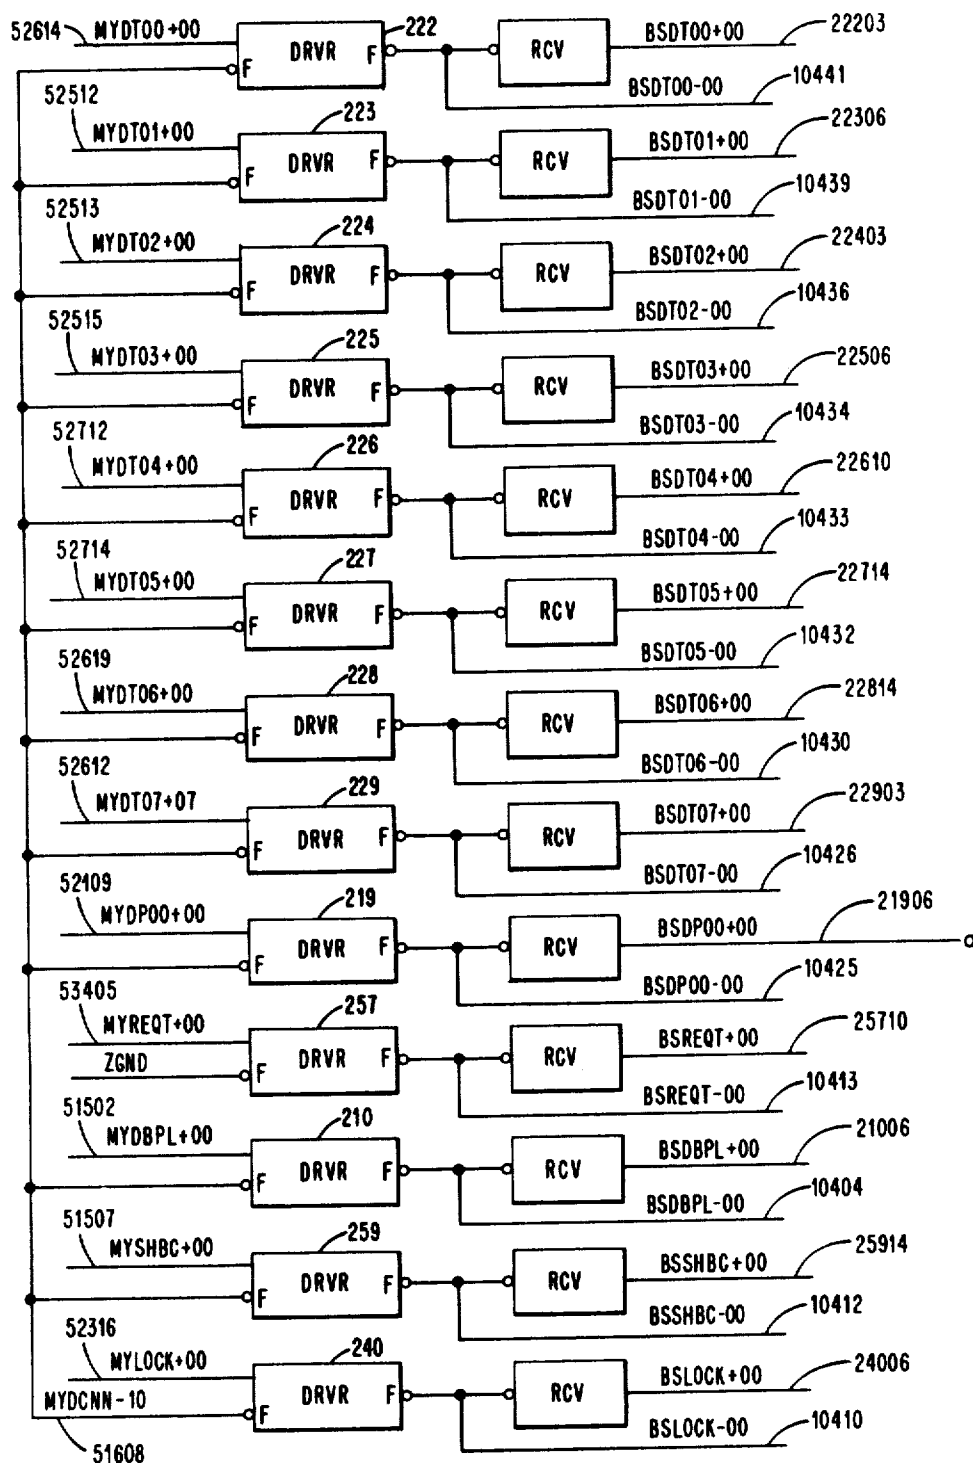 52614 MYDT00+00 F DRVR F 222 RCV BSDT00+00 22203
BSDT00-00 10441
52512 MYDT01+00 F DRVR F 223 RCV BSDT01+00 22306
BSDT01-00 10439
52513 MYDT02+00 F DRVR F 224 RCV BSDT02+00 22403
BSDT02-00 10436
52515 MYDT03+00 F DRVR F 225 RCV BSDT03+00 22506
BSDT03-00 10434
52712 MYDT04+00 F DRVR F 226 RCV BSDT04+00 22610
BSDT04-00 10433
52714 MYDT05+00 F DRVR F 227 RCV BSDT05+00 22714
BSDT05-00 10432
52619 MYDT06+00 F DRVR F 228 RCV BSDT06+00 22814
BSDT06-00 10430
52612 MYDT07+07 F DRVR F 229 RCV BSDT07+00 22903
BSDT07-00 10426
52109 MYDP00+00 F DRVR F 219 RCV BSDP00+00 21906
BSDP00-00 10425
53405 MYREQT+00 ZGND F DRVR F 257 RCV BSREQT+00 25710
BSREQT-00 10413
51502 MYDBPL+00 F DRVR F 210 RCV BSDBPL+00 21006
BSDBPL-00 10404
51507 MYSHBC+00 F DRVR F 259 RCV BSSHBC+00 25914
BSSHBC-00 10412
52316 MYLOCK+00 F DRVR F 240 RCV BSLOCK+00 24006
MYDCNN-10 51608 BSLOCK-00 10410